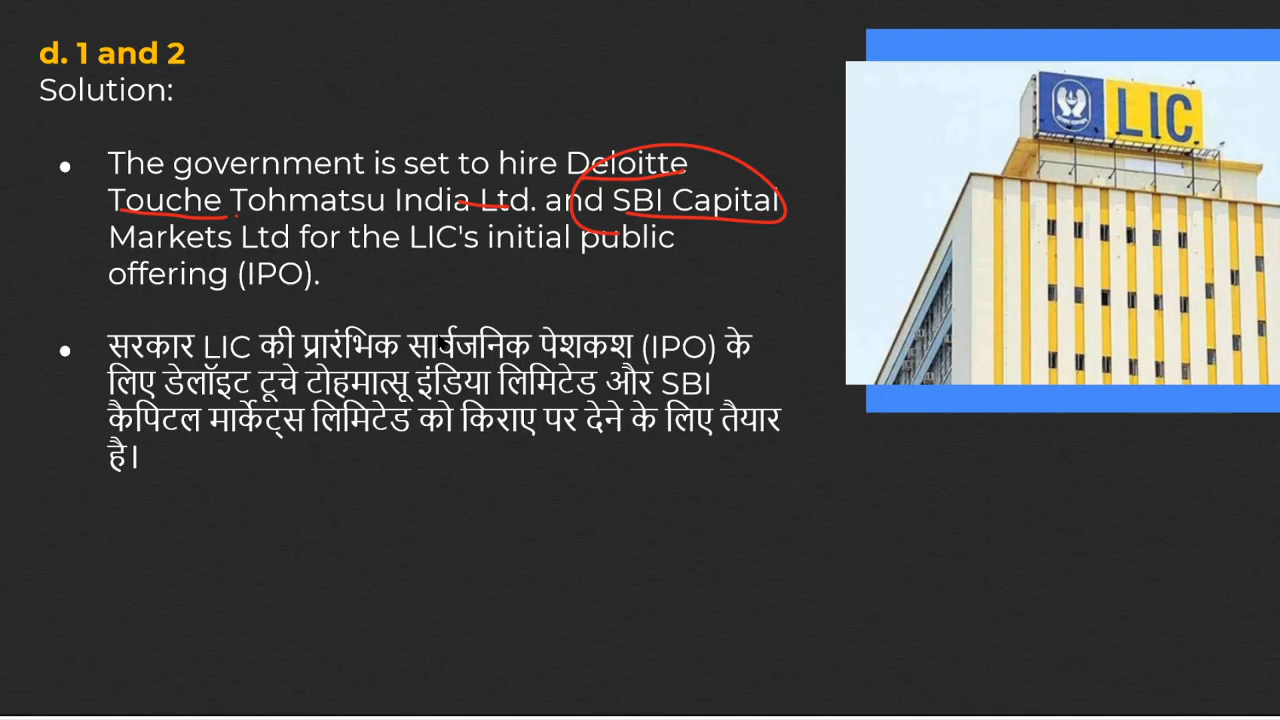 d. 1 and 2
Solution:
● The government is set to hire Deloitte
Touche Tohmatsu India Ltd. and SBI Capital
Markets Ltd for the LIC's initial public
offering (IPO).
● सरकार LIC की प्रारंभिक सार्वजनिक पेशकश (IPO) के
लिए डेलॉइट टूचे टोहमात्सू इंडिया लिमिटेड और SBI
कैपिटल मार्केट्स लिमिटेड को किराए पर देने के लिए तैयार
है।
LIC